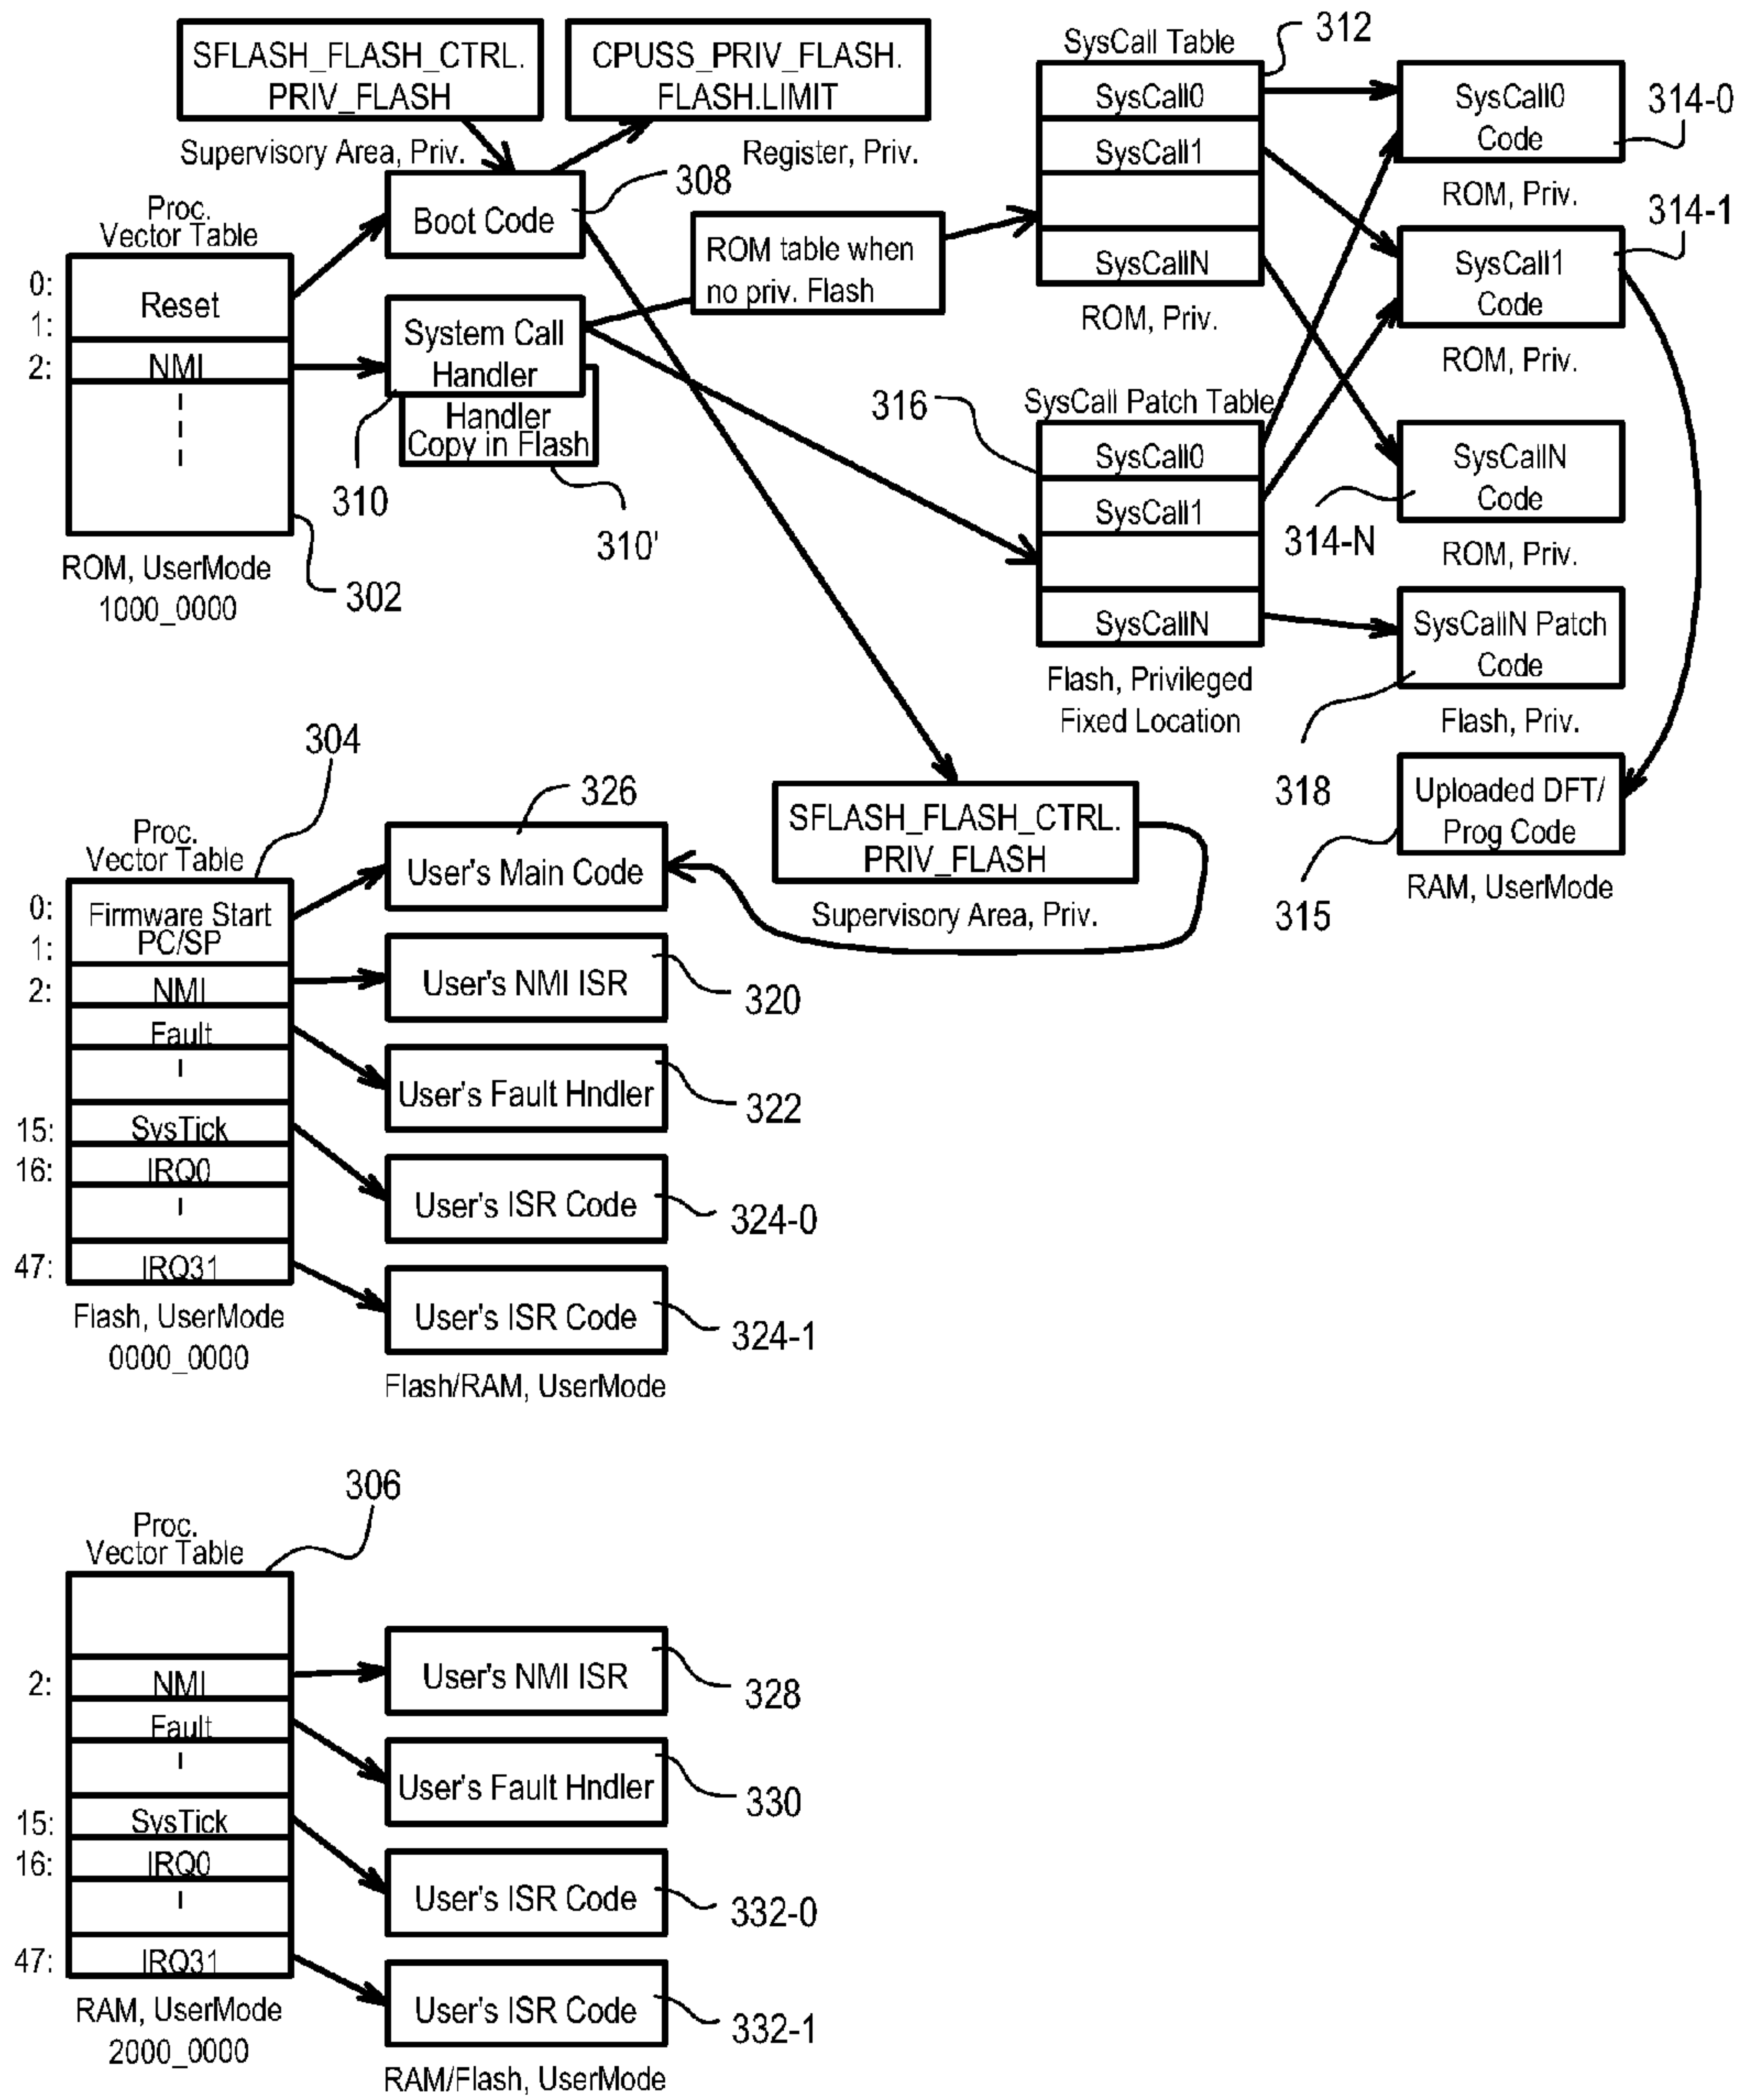 SFLASH_FLASH_CTRL.
PRIV_FLASH
Supervisory Area, Priv.
CPUSS_PRIV_FLASH.
FLASH.LIMIT
Register, Priv.
308
Boot Code
Proc.
Vector Table
0:
Reset
1:
2:
NMI
ROM, UserMode
1000_0000
302
System Call
Handler
Handler
Copy in Flash
310
310'
ROM table when
no priv. Flash
SysCall Table
312
SysCall0
SysCall1
SysCallN
ROM, Priv.
SysCall0
Code
314-0
ROM, Priv.
314-1
SysCall1
Code
ROM, Priv.
316
SysCall Patch Table
SysCall0
SysCall1
SysCallN
Flash, Privileged
Fixed Location
SysCallN
Code
314-N
ROM, Priv.
SysCallN Patch
Code
318
Flash, Priv.
Uploaded DFT/
Prog Code
315
RAM, UserMode
SFLASH_FLASH_CTRL.
PRIV_FLASH
Supervisory Area, Priv.
304
Proc.
Vector Table
0:
Firmware Start
1:
PC/SP
2:
NMI
Fault
15:
SysTick
16:
IRQ0
47:
IRQ31
Flash, UserMode
0000_0000
326
User's Main Code
User's NMI ISR
320
User's Fault Hndler
322
User's ISR Code
324-0
User's ISR Code
324-1
Flash/RAM, UserMode
306
Proc.
Vector Table
2:
NMI
Fault
15:
SysTick
16:
IRQ0
47:
IRQ31
RAM, UserMode
2000_0000
User's NMI ISR
328
User's Fault Hndler
330
User's ISR Code
332-0
User's ISR Code
332-1
RAM/Flash, UserMode